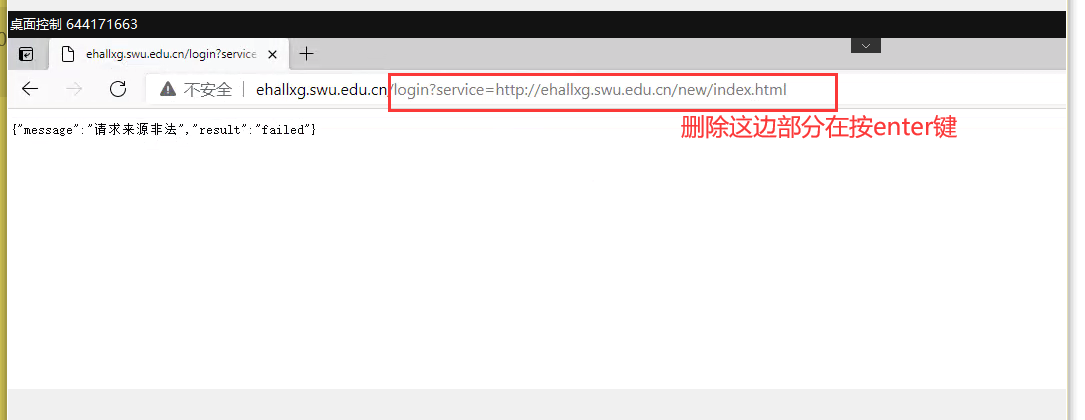 桌面控制 644171663
ehallxg.swu.edu.cn/login?service
不安全 ehallxg.swu.edu.cn/login?service=http://ehallxg.swu.edu.cn/new/index.html
{"message":"请求来源非法","result":"failed"}
删除这边部分在按enter键